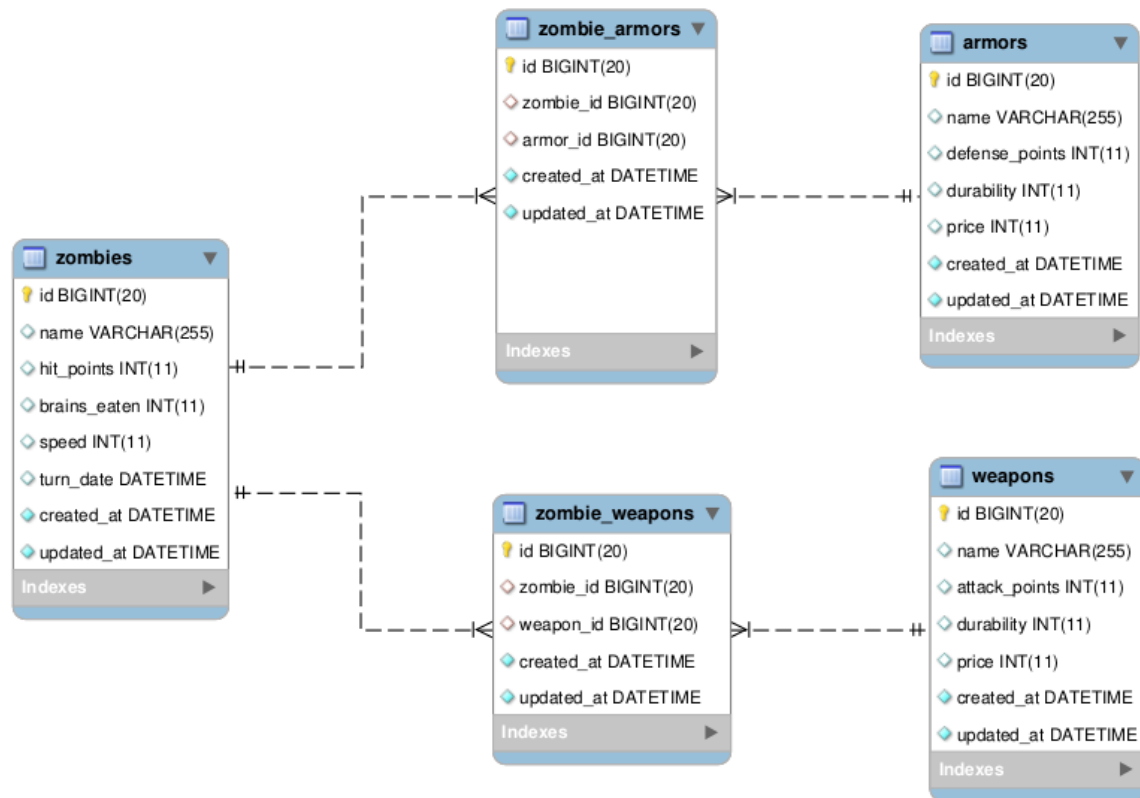 zombie_armors
id BIGINT(20)
zombie_id BIGINT(20)
armor_id BIGINT(20)
created_at DATETIME
updated_at DATETIME
Indexes
armors
id BIGINT(20)
name VARCHAR(255)
defense_points INT(11)
durability INT(11)
price INT(11)
created_at DATETIME
updated_at DATETIME
Indexes
zombies
id BIGINT(20)
name VARCHAR(255)
hit_points INT(11)
brains_eaten INT(11)
speed INT(11)
turn_date DATETIME
created_at DATETIME
updated_at DATETIME
Indexes
zombie_weapons
id BIGINT(20)
zombie_id BIGINT(20)
weapon_id BIGINT(20)
created_at DATETIME
updated_at DATETIME
Indexes
weapons
id BIGINT(20)
name VARCHAR(255)
attack_points INT(11)
durability INT(11)
price INT(11)
created_at DATETIME
updated_at DATETIME
Indexes